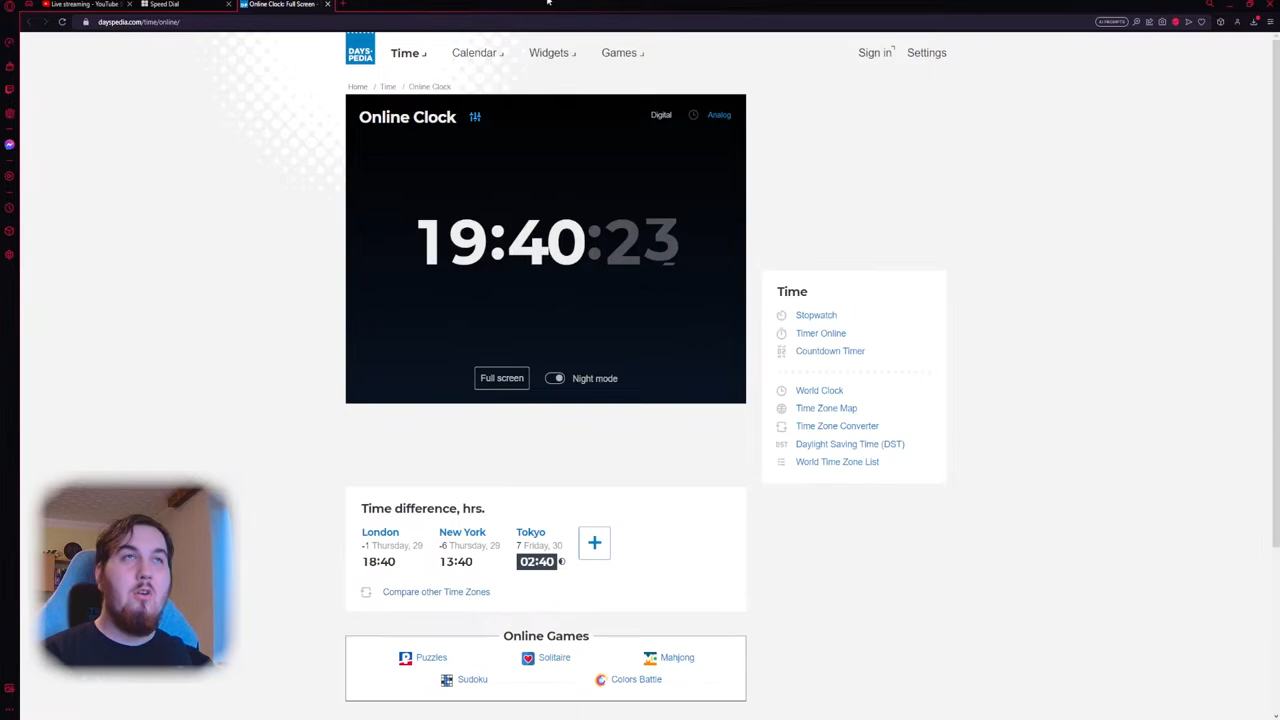 Live streaming - YouTube S
Speed Dial
Online Clock: Full Screen -
dayspedia.com/time/online/
AI PROMPTS
DAYS-
PEDIA
Time
Calendar
Widgets
Games
Sign in
Settings
Home / Time / Online Clock
Online Clock
Digital
Analog
19:40:23
Full screen
Night mode
Time
Stopwatch
Timer Online
Countdown Timer
World Clock
Time Zone Map
Time Zone Converter
DST Daylight Saving Time (DST)
World Time Zone List
Time difference, hrs.
London
New York
Tokyo
-1 Thursday, 29
-6 Thursday, 29
7 Friday, 30
18:40
13:40
02:40
Compare other Time Zones
Online Games
Puzzles
Solitaire
Mahjong
Sudoku
Colors Battle